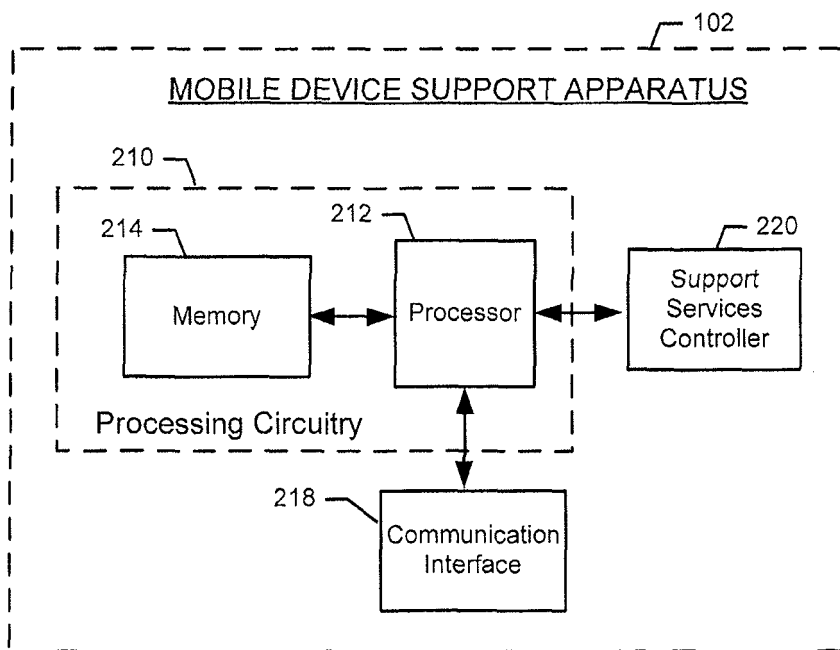 102
MOBILE DEVICE SUPPORT APPARATUS
210
214
212
220
Memory
Processor
Support
Services
Controller
Processing Circuitry
218
Communication
Interface